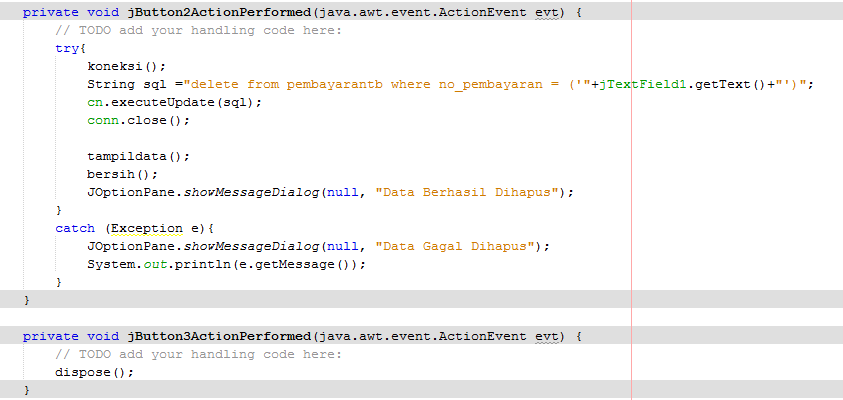 private void jButton2ActionPerformed(java.awt.event.ActionEvent evt) {
// TODO add your handling code here:
try{
koneksi();
String sql ="delete from pembayarantb where no_pembayaran = ('"+jTextField1.getText()+"')";
cn.executeUpdate(sql);
conn.close();
tampildata();
bersih();
JOptionPane.showMessageDialog(null, "Data Berhasil Dihapus");
}
catch (Exception e){
JOptionPane.showMessageDialog(null, "Data Gagal Dihapus");
System.out.println(e.getMessage());
}
}
private void jButton3ActionPerformed(java.awt.event.ActionEvent evt) {
// TODO add your handling code here:
dispose();
}